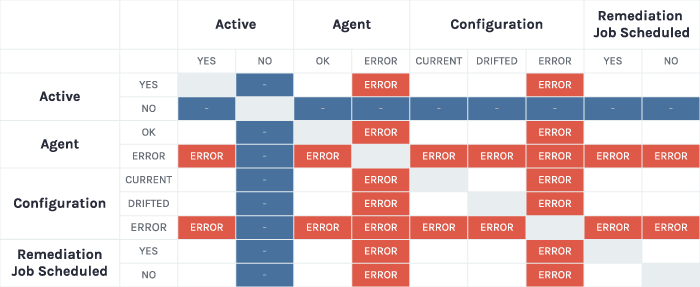 Active Agent Configuration Remediation
Job Scheduled
YES NO OK ERROR CURRENT DRIFTED ERROR YES NO
Active YES - ERROR ERROR
NO - - - - - - - -
Agent OK - ERROR ERROR
ERROR ERROR - ERROR ERROR ERROR ERROR ERROR ERROR
Configuration CURRENT - ERROR ERROR
DRIFTED - ERROR ERROR
ERROR ERROR - ERROR ERROR ERROR ERROR ERROR ERROR
Remediation
Job Scheduled YES - ERROR ERROR
NO - ERROR ERROR